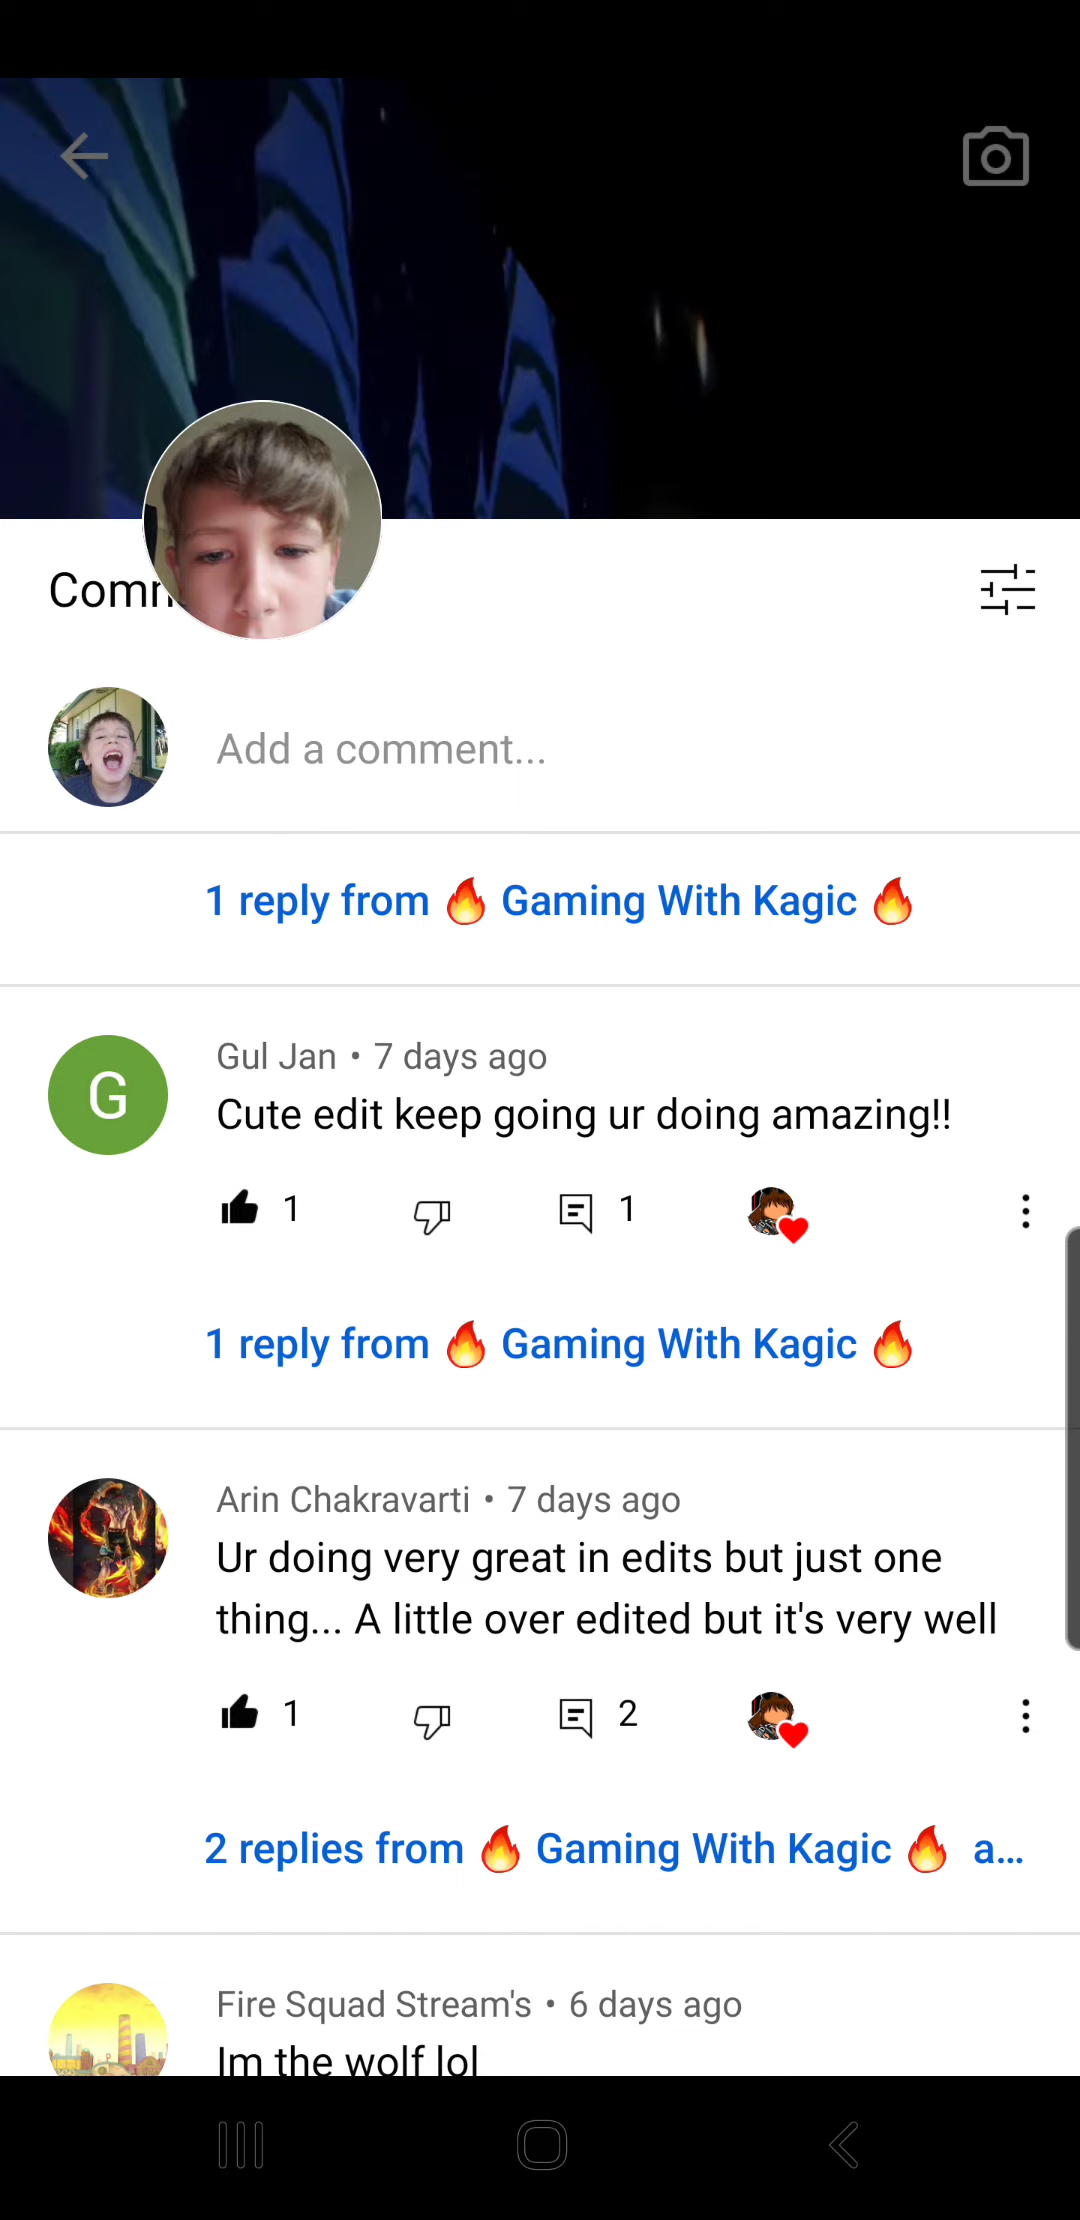 Comm
Add a comment...
1 reply from 🔥 Gaming With Kagic 🔥
G
Gul Jan • 7 days ago
Cute edit keep going ur doing amazing!!
1
1
1 reply from 🔥 Gaming With Kagic 🔥
Arin Chakravarti • 7 days ago
Ur doing very great in edits but just one
thing... A little over edited but it's very well
1
2
2 replies from 🔥 Gaming With Kagic 🔥 a...
Fire Squad Stream's • 6 days ago
Im the wolf lol